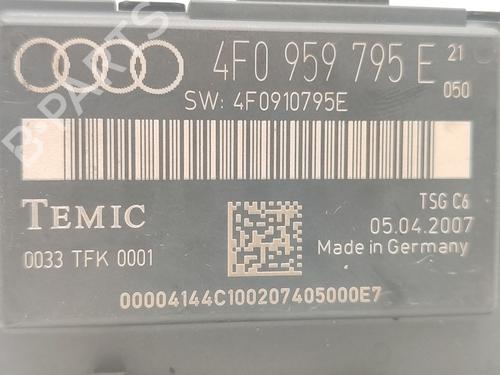 4F0 959 795 E 21
050
SW: 4F0910795E
TEMIC
TSG C6
05.04.2007
0033 TFK 0001
Made in Germany
00004144C100207405000E7
B-PARTS